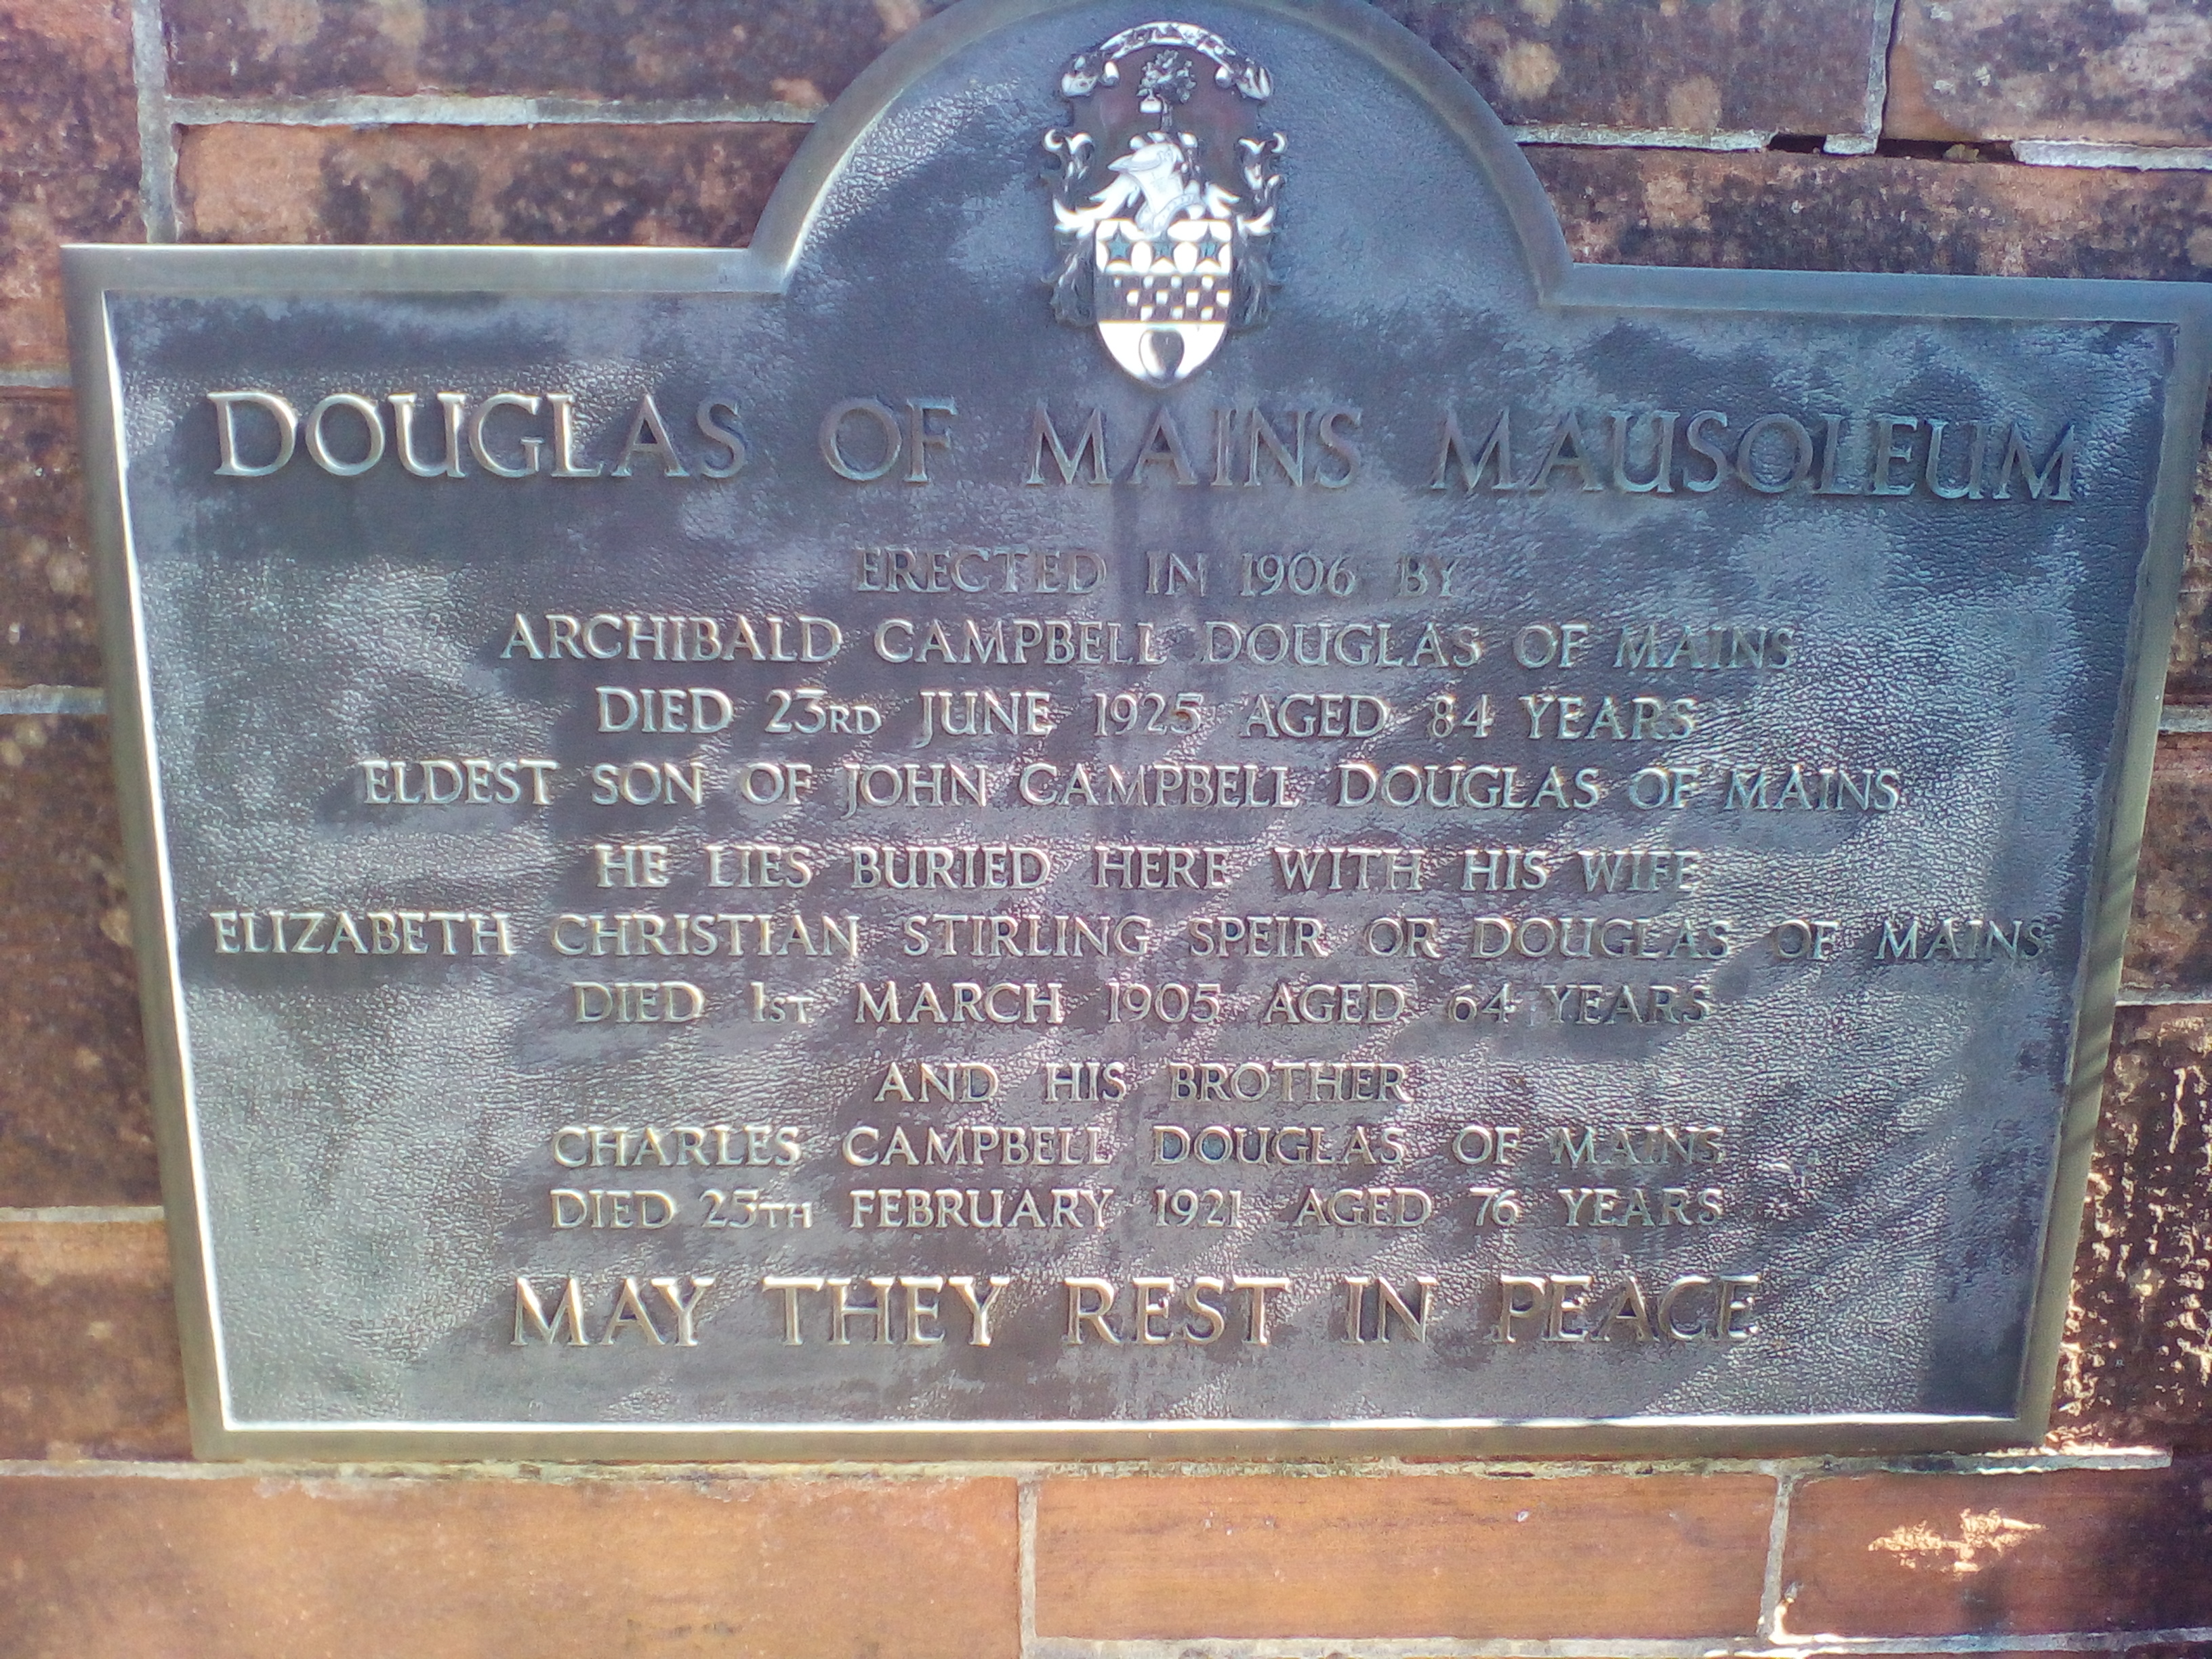 DOUGLAS OF MAINS MAUSOLEUM
ERECTED IN 1906 BY
ARCHIBALD CAMPBELL DOUGLAS OF MAINS
DIED 23RD JUNE 1925 AGED 84 YEARS
ELDEST SON OF JOHN CAMPBELL DOUGLAS OF MAINS
HE LIES BURIED HERE WITH HIS WIFE
ELIZABETH CHRISTIAN STIRLING SPEIR OR DOUGLAS OF MAINS
DIED 1ST MARCH 1905 AGED 64 YEARS
AND HIS BROTHER
CHARLES CAMPBELL DOUGLAS OF MAINS
DIED 25TH FEBRUARY 1921 AGED 76 YEARS
MAY THEY REST IN PEACE